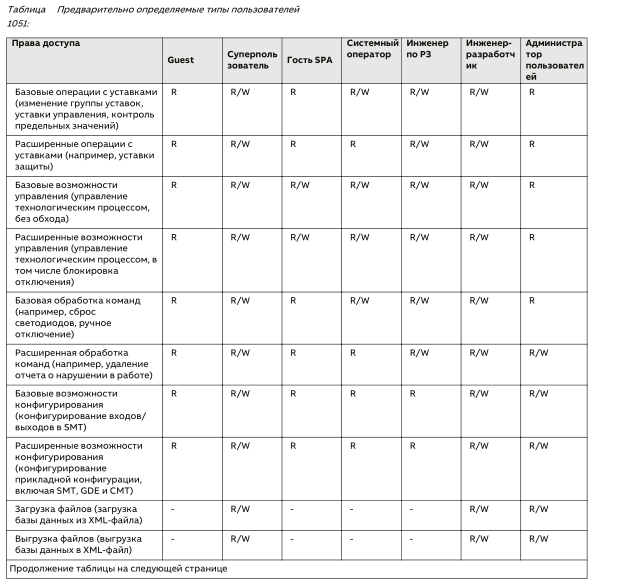 Таблица Предварительно определяемые типы пользователей
1051:
Права доступа
Guest
Суперполь
зователь
Гость SPA
Системный
оператор
Инженер
по РЗ
Инженер-
разработч
ик
Администра
тор
пользовател
ей
Базовые операции с уставками
(изменение группы уставок,
уставки управления, контроль
предельных значений)
R R/W R R/W R/W R/W R
Расширенные операции с
уставками (например, уставки
защиты)
R R/W R R R/W R/W R
Базовые возможности
управления (управление
технологическим процессом,
без обхода)
R R/W R/W R/W R/W R/W R
Расширенные возможности
управления (управление
технологическим процессом, в
том числе блокировка
отключения)
R R/W R/W R/W R/W R/W R
Базовая обработка команд
(например, сброс
светодиодов, ручное
отключение)
R R/W R R/W R/W R/W R
Расширенная обработка
команд (например, удаление
отчета о нарушении в работе)
R R/W R R R/W R/W R/W
Базовые возможности
конфигурирования
(конфигурирование входов/
выходов в SMT)
R R/W R R R R/W R/W
Расширенные возможности
конфигурирования
(конфигурирование
прикладной конфигурации,
включая SMT, GDE и CMT)
R R/W R R R R/W R/W
Загрузка файлов (загрузка
базы данных из XML-файла)
- R/W - - - R/W R/W
Выгрузка файлов (выгрузка
базы данных в XML-файл)
- R/W - - - R/W R/W
Продолжение таблицы на следующей странице